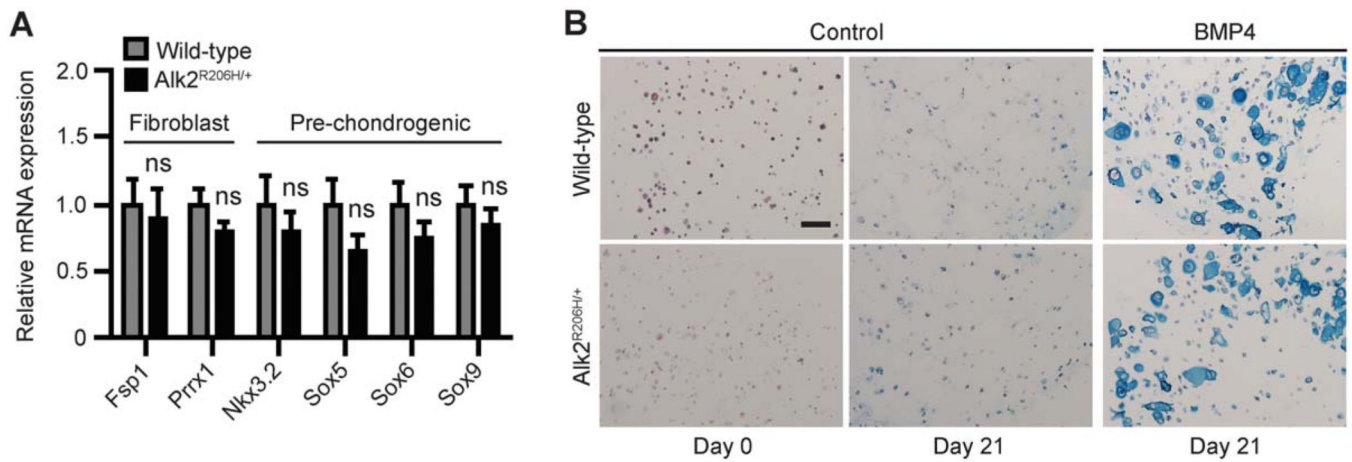 A
Wild-type
Alk2R206H/+
Relative mRNA expression
2.0
1.5
1.0
0.5
0
Fibroblast
Pre-chondrogenic
ns
ns
ns
ns
ns
ns
Fsp1
Prrx1
Nkx3.2
Sox5
Sox6
Sox9
B
Control
BMP4
Wild-type
Alk2R206H/+
Day 0
Day 21
Day 21